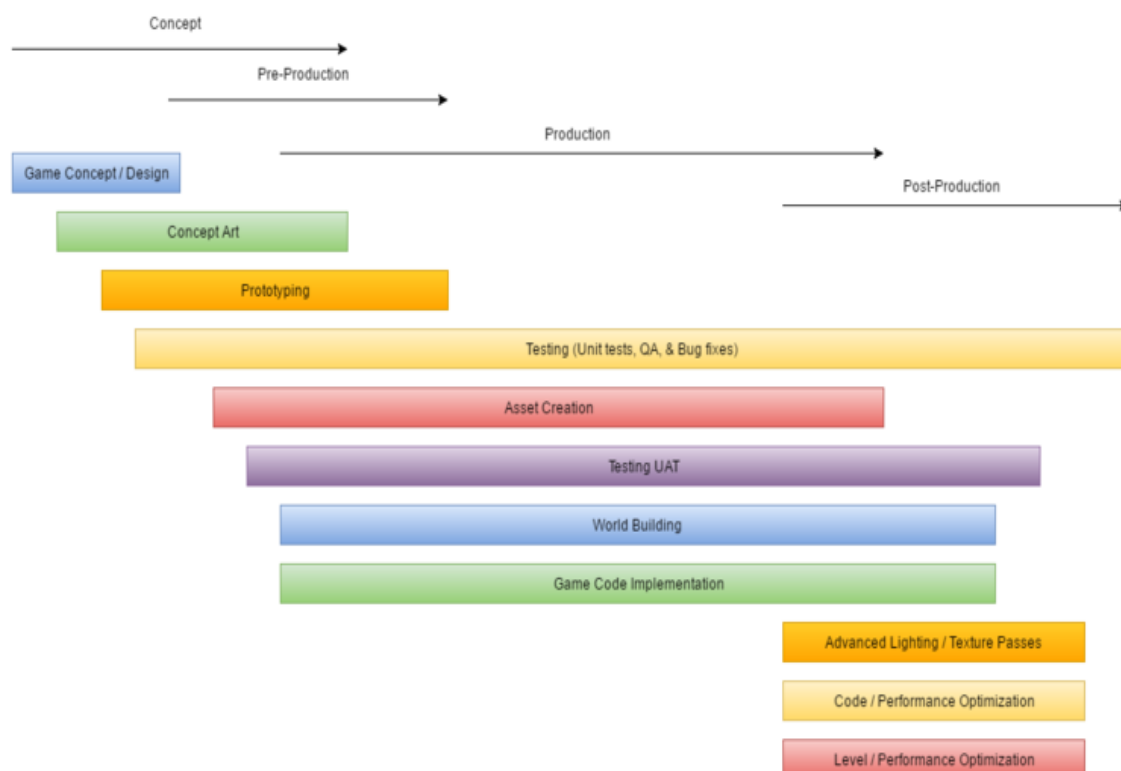 Concept
Pre-Production
Production
Post-Production
Game Concept / Design
Concept Art
Prototyping
Testing (Unit tests, QA, & Bug fixes)
Asset Creation
Testing UAT
World Building
Game Code Implementation
Advanced Lighting / Texture Passes
Code / Performance Optimization
Level / Performance Optimization